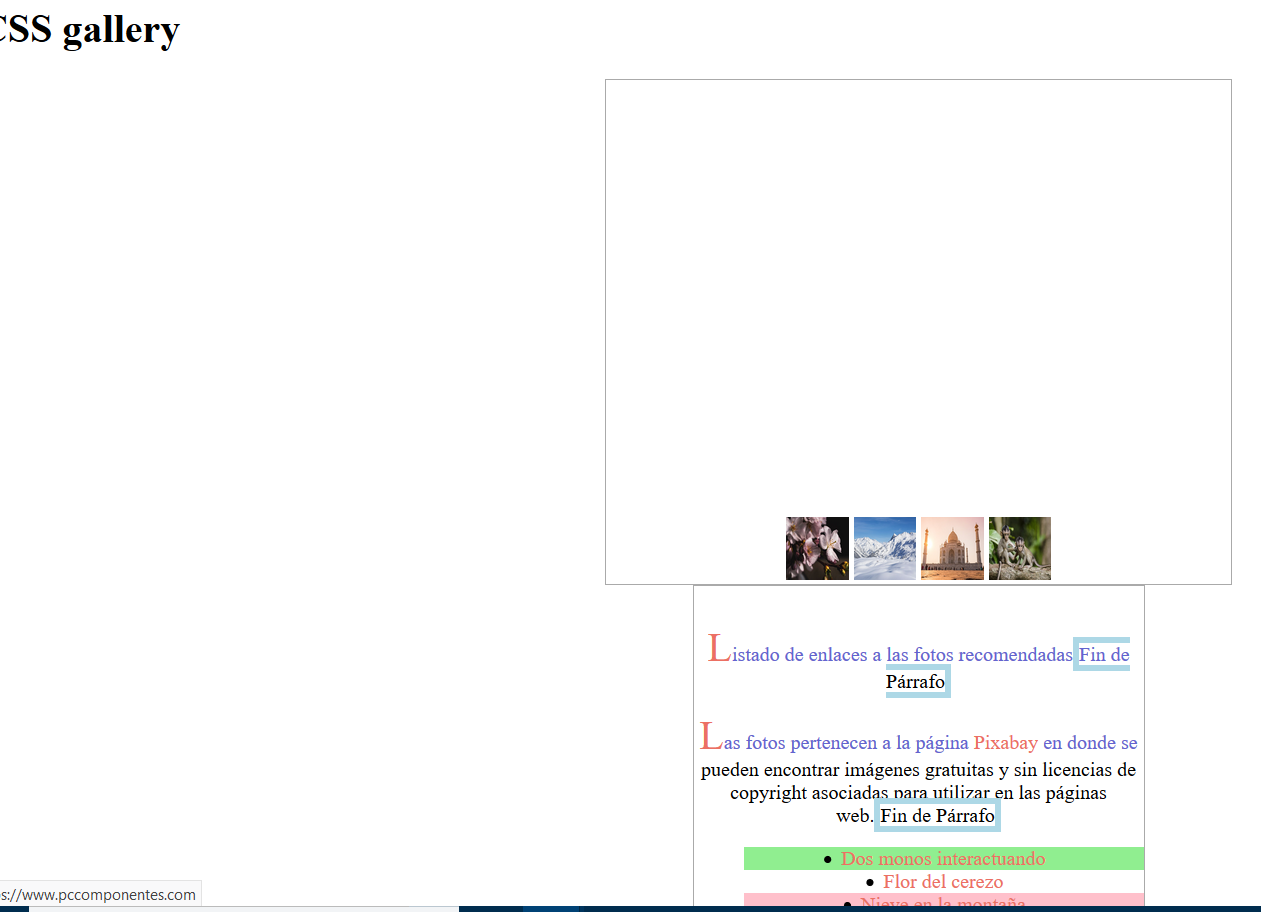 CSS gallery
Listado de enlaces a las fotos recomendadas Fin de
Párrafo
Las fotos pertenecen a la página Pixabay en donde se
pueden encontrar imágenes gratuitas y sin licencias de
copyright asociadas para utilizar en las páginas
web. Fin de Párrafo
Dos monos interactuando
Flor del cerezo
Nieve en la montaña
s://www.pccomponentes.com